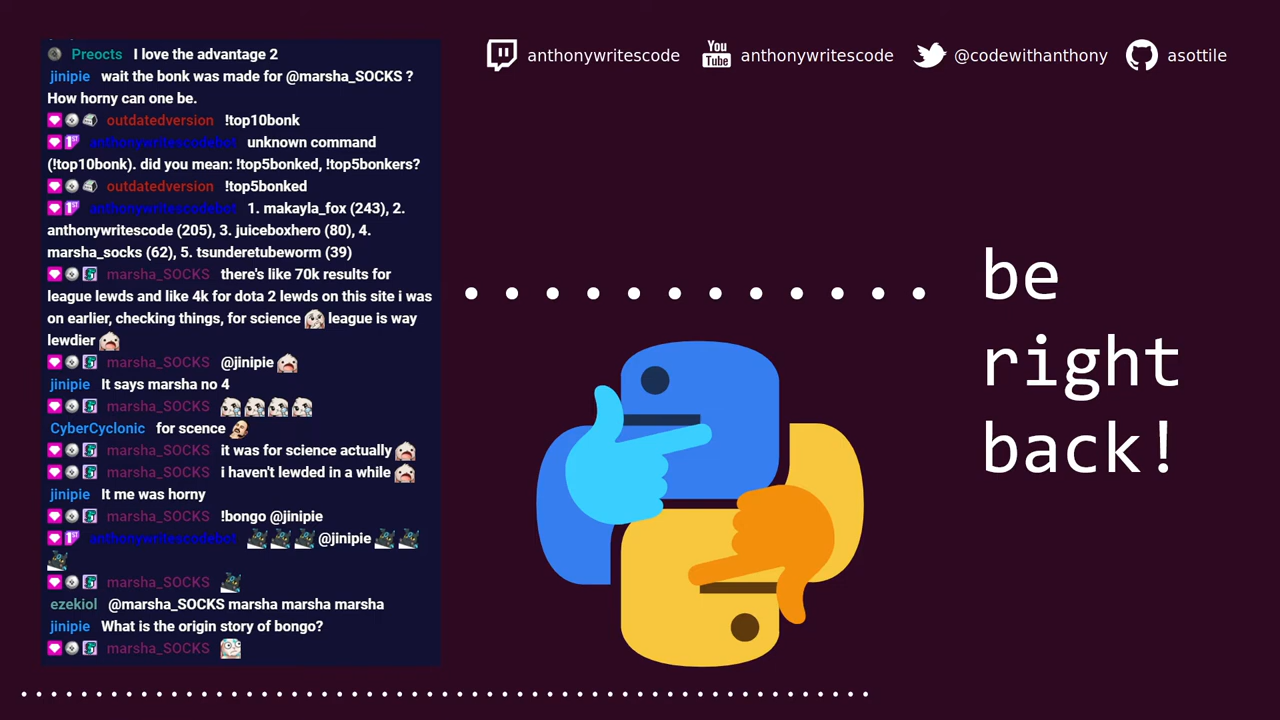 Preocts I love the advantage 2
jinipie wait the bonk was made for @marsha_SOCKS ?
How horny can one be.
outdatedversion !top10bonk
anthonywritescodebot unknown command
(!top10bonk). did you mean: !top5bonked, !top5bonkers?
outdatedversion !top5bonked
anthonywritescodebot 1. makayla_fox (243), 2.
anthonywritescode (205), 3. juiceboxhero (80), 4.
marsha_socks (62), 5. tsunderetubeworm (39)
marsha_SOCKS there's like 70k results for
league lewds and like 4k for dota 2 lewds on this site i was
on earlier, checking things, for science league is way
lewdier
marsha_SOCKS @jinipie
jinipie It says marsha no 4
marsha_SOCKS
CyberCyclonic for scence
marsha_SOCKS it was for science actually
marsha_SOCKS i haven't lewded in a while
jinipie It me was horny
marsha_SOCKS !bongo @jinipie
anthonywritescodebot @jinipie
marsha_SOCKS
ezekiol @marsha_SOCKS marsha marsha marsha
jinipie What is the origin story of bongo?
marsha_SOCKS
anthonywritescode
You Tube anthonywritescode
@codewithanthony
asottile
be
right
back!